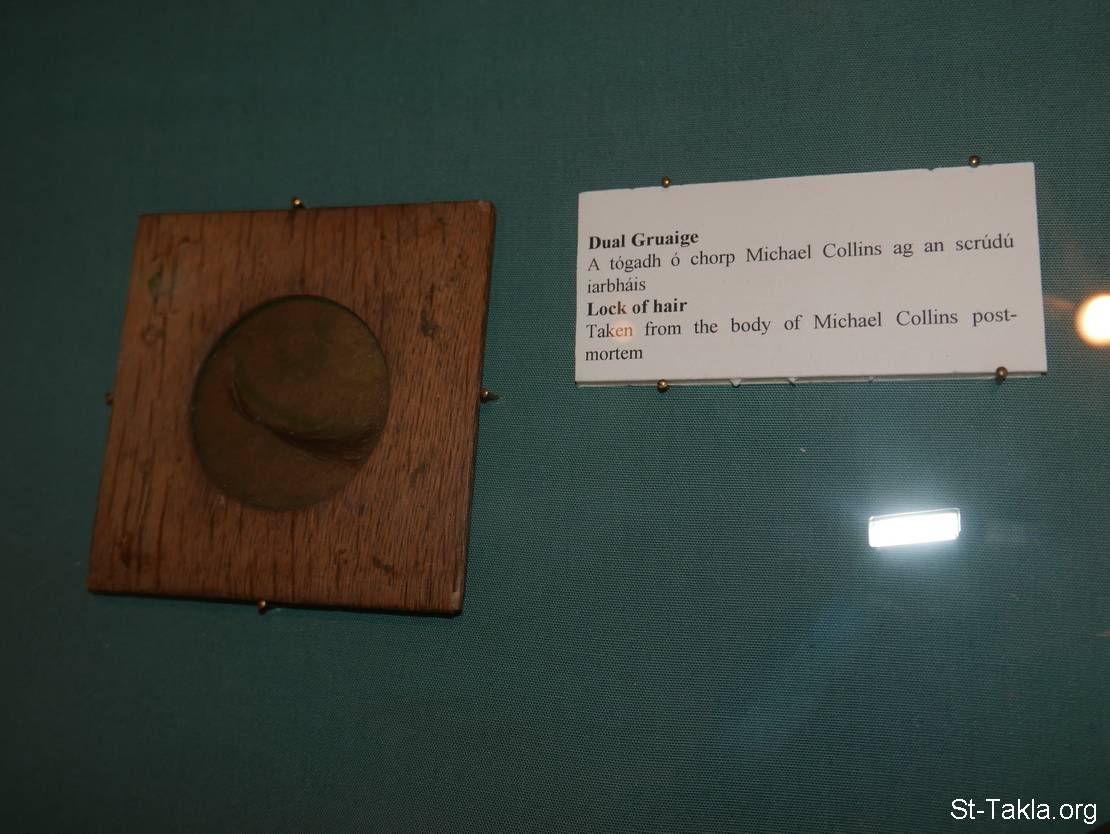 Dual Gruaige
A tógadh ó chorp Michael Collins ag an scrúdú
iarbháis
Lock of hair
Taken from the body of Michael Collins post-
mortem
St-Takla.org